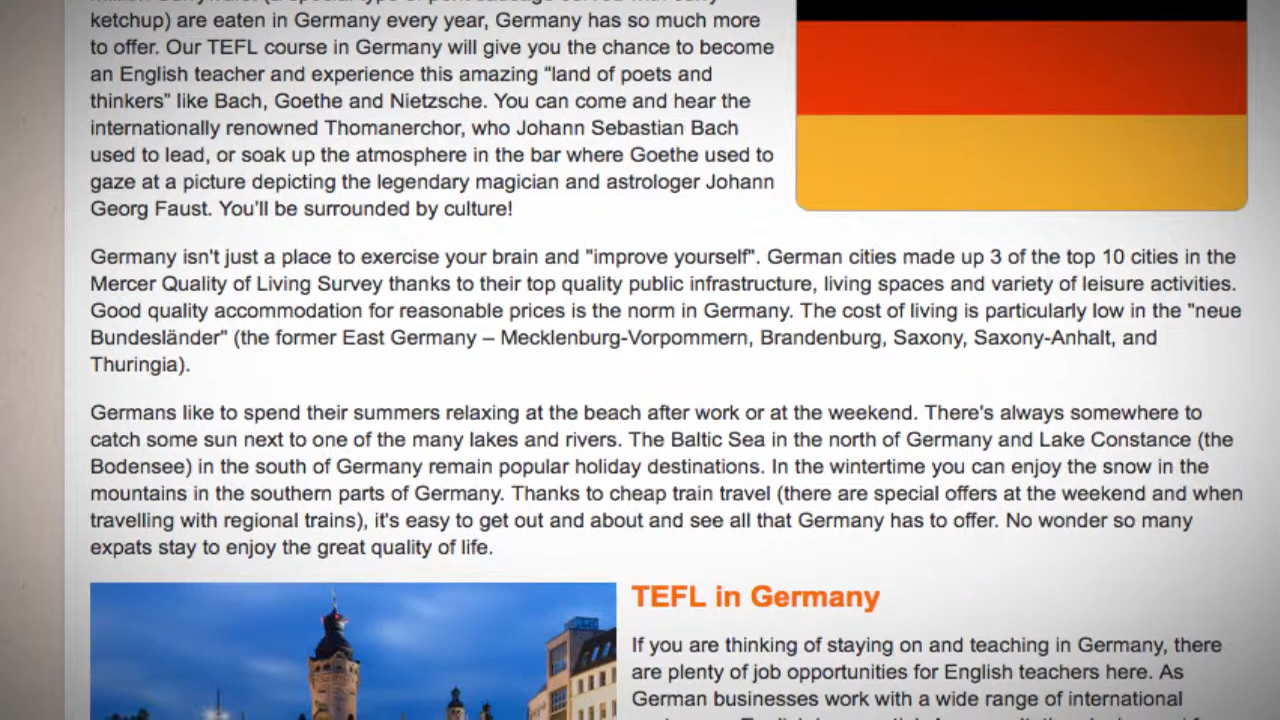 ketchup) are eaten in Germany every year, Germany has so much more
to offer. Our TEFL course in Germany will give you the chance to become
an English teacher and experience this amazing “land of poets and
thinkers” like Bach, Goethe and Nietzsche. You can come and hear the
internationally renowned Thomanerchor, who Johann Sebastian Bach
used to lead, or soak up the atmosphere in the bar where Goethe used to
gaze at a picture depicting the legendary magician and astrologer Johann
Georg Faust. You’ll be surrounded by culture!
Germany isn't just a place to exercise your brain and "improve yourself". German cities made up 3 of the top 10 cities in the
Mercer Quality of Living Survey thanks to their top quality public infrastructure, living spaces and variety of leisure activities.
Good quality accommodation for reasonable prices is the norm in Germany. The cost of living is particularly low in the "neue
Bundesländer" (the former East Germany – Mecklenburg-Vorpommern, Brandenburg, Saxony, Saxony-Anhalt, and
Thuringia).
Germans like to spend their summers relaxing at the beach after work or at the weekend. There's always somewhere to
catch some sun next to one of the many lakes and rivers. The Baltic Sea in the north of Germany and Lake Constance (the
Bodensee) in the south of Germany remain popular holiday destinations. In the wintertime you can enjoy the snow in the
mountains in the southern parts of Germany. Thanks to cheap train travel (there are special offers at the weekend and when
travelling with regional trains), it's easy to get out and about and see all that Germany has to offer. No wonder so many
expats stay to enjoy the great quality of life.
TEFL in Germany
If you are thinking of staying on and teaching in Germany, there
are plenty of job opportunities for English teachers here. As
German businesses work with a wide range of international